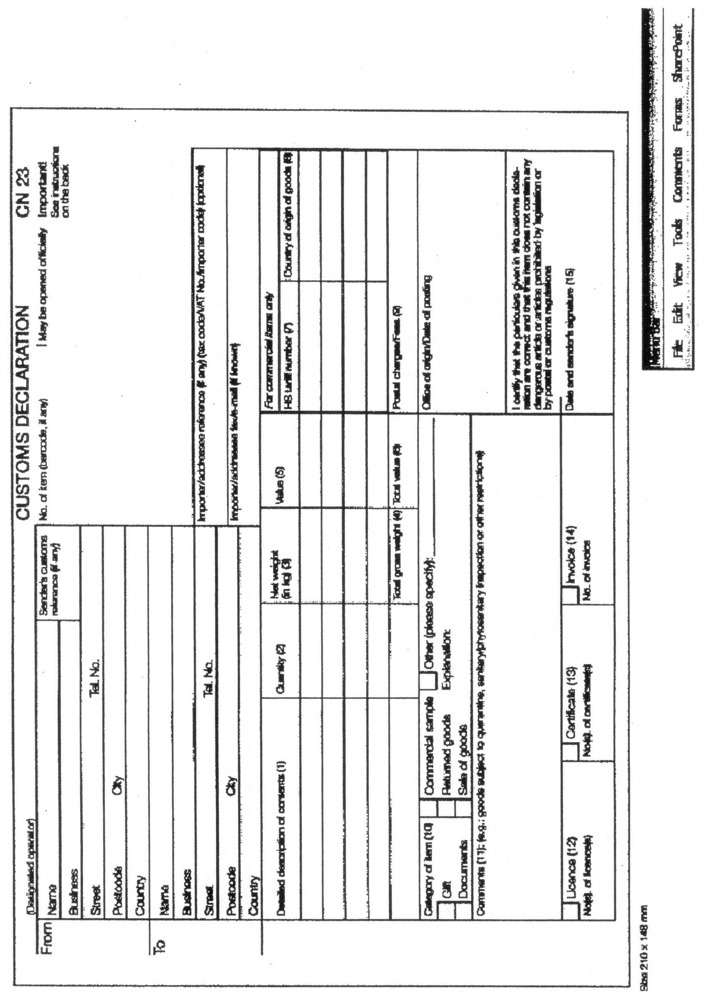 CUSTOMS DECLARATION CN 23
(Designated operator)
From
Name
Sender's customs
reference (if any)
Business
Street Tel. No.
Postcode City
Country
No. of item (barcode, if any) May be opened officially Important!
See instructions
on the back
To
Name
Business
Street Tel. No.
Postcode City
Country
Importer/addressee reference (if any) (tax code/VAT No./importer code) (optional)
Importer/addressee fax/e-mail (if known)
Detailed description of contents (1) Quantity (2) Net weight
(in kg) (3) Value (5)
For commercial items only
HS tariff number (7) Country of origin of goods (8)
Total gross weight (4) Total value (6) Postal charges/Fees (9)
Category of item (10) Commercial sample Other (please specify):
Gift Returned goods Explanation:
Documents Sale of goods
Office of origin/Date of posting
Comments (11): (e.g.: goods subject to quarantine, sanitary/phytosanitary inspection or other restrictions)
I certify that the particulars given in this customs decla-
ration are correct and that this item does not contain any
dangerous article or articles prohibited by legislation or
by postal or customs regulations
Date and sender's signature (15)
Licence (12) Certificate (13) Invoice (14)
No(s). of licence(s) No(s). of certificate(s) No. of invoice
Size 210 x 148 mm
Menu Bar
File Edit View Tools Comments Forms SharePoint